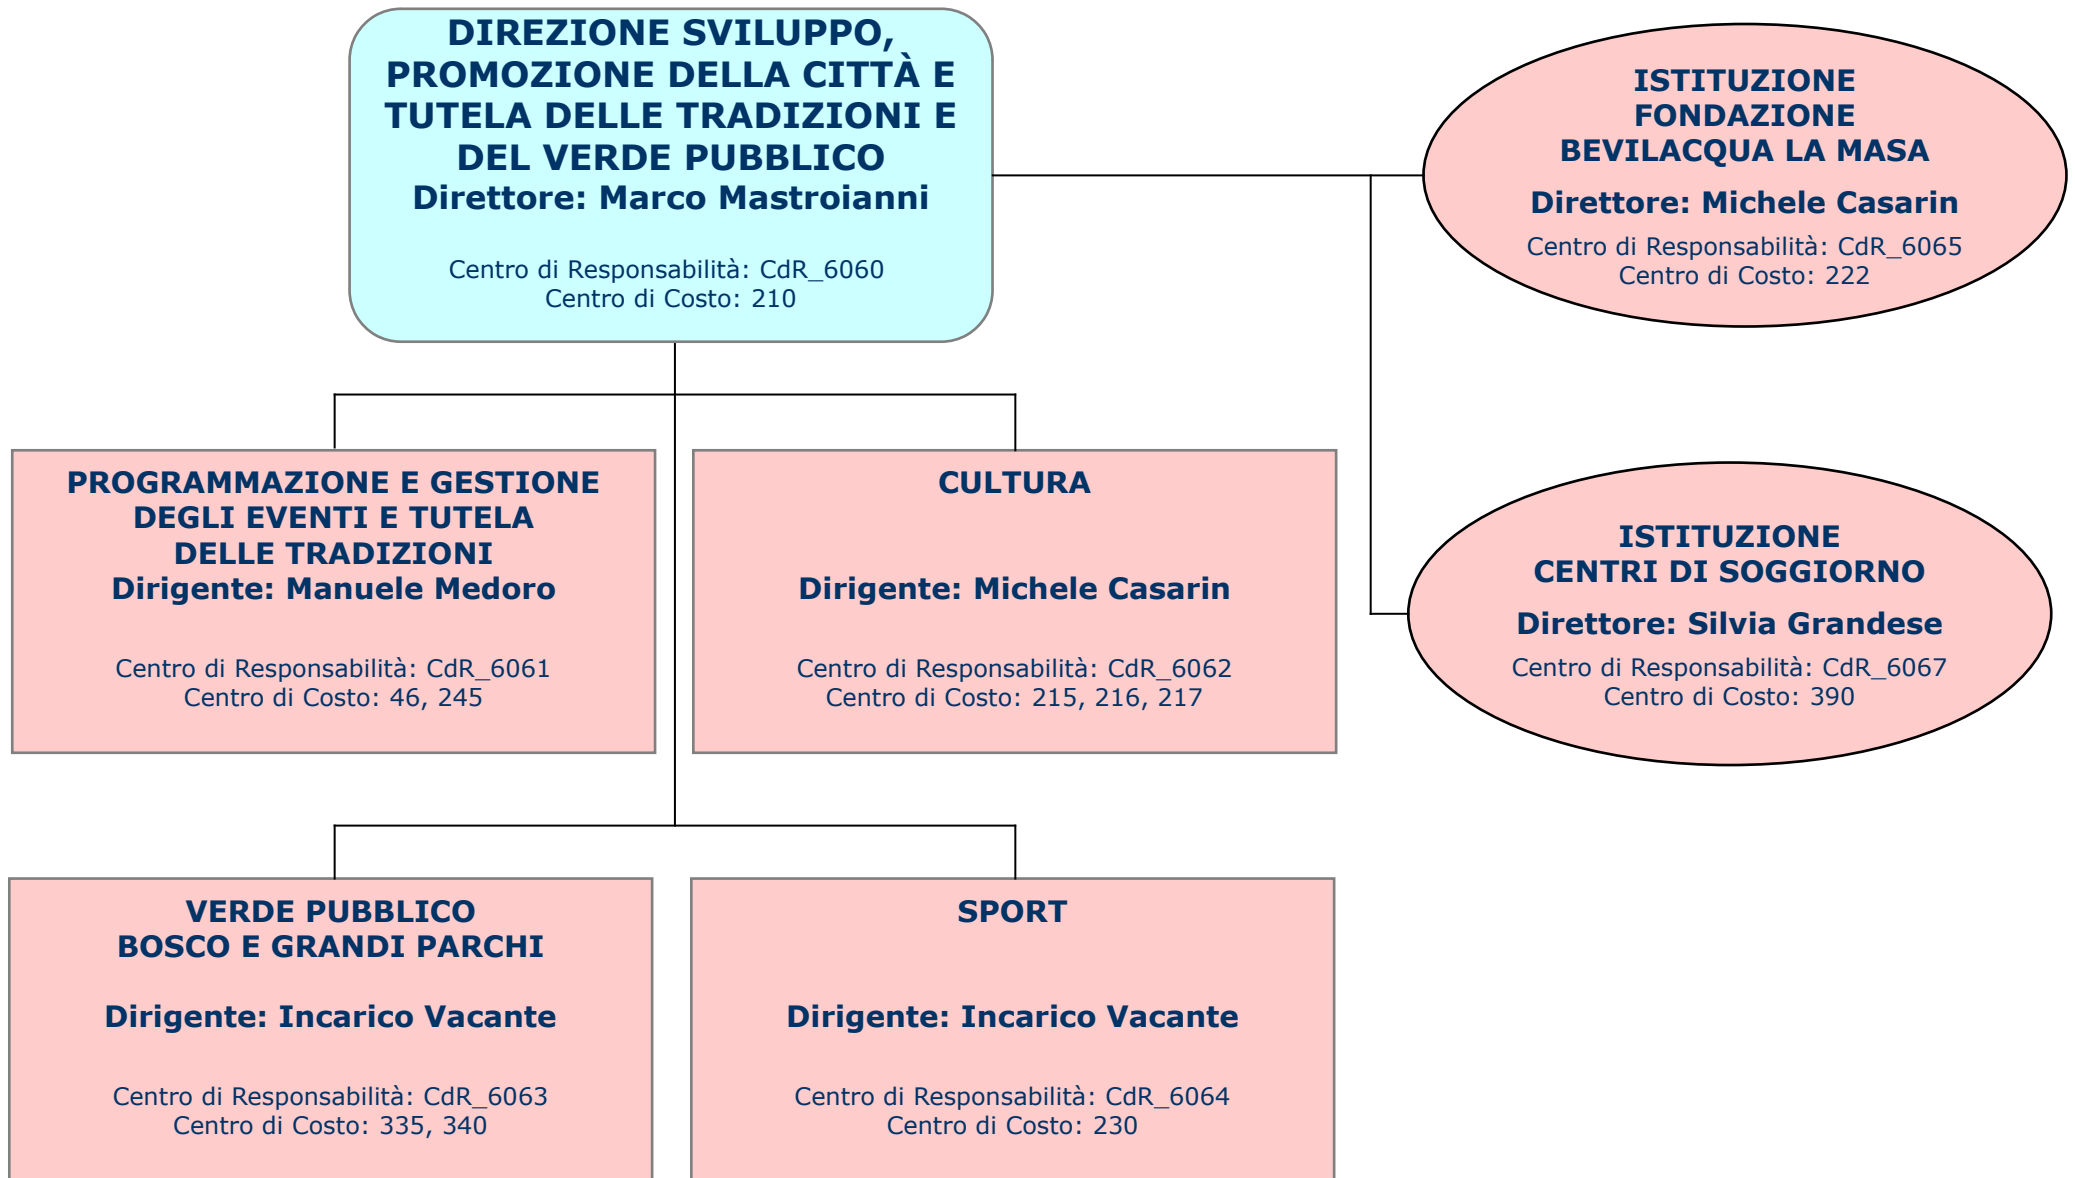 DIREZIONE SVILUPPO,
PROMOZIONE DELLA CITTÀ E
TUTELA DELLE TRADIZIONI E
DEL VERDE PUBBLICO
Direttore: Marco Mastroianni
Centro di Responsabilità: CdR_6060
Centro di Costo: 210
ISTITUZIONE
FONDAZIONE
BEVILACQUA LA MASA
Direttore: Michele Casarin
Centro di Responsabilità: CdR_6065
Centro di Costo: 222
PROGRAMMAZIONE E GESTIONE
DEGLI EVENTI E TUTELA
DELLE TRADIZIONI
Dirigente: Manuele Medoro
Centro di Responsabilità: CdR_6061
Centro di Costo: 46, 245
CULTURA
Dirigente: Michele Casarin
Centro di Responsabilità: CdR_6062
Centro di Costo: 215, 216, 217
ISTITUZIONE
CENTRI DI SOGGIORNO
Direttore: Silvia Grandese
Centro di Responsabilità: CdR_6067
Centro di Costo: 390
VERDE PUBBLICO
BOSCO E GRANDI PARCHI
Dirigente: Incarico Vacante
Centro di Responsabilità: CdR_6063
Centro di Costo: 335, 340
SPORT
Dirigente: Incarico Vacante
Centro di Responsabilità: CdR_6064
Centro di Costo: 230